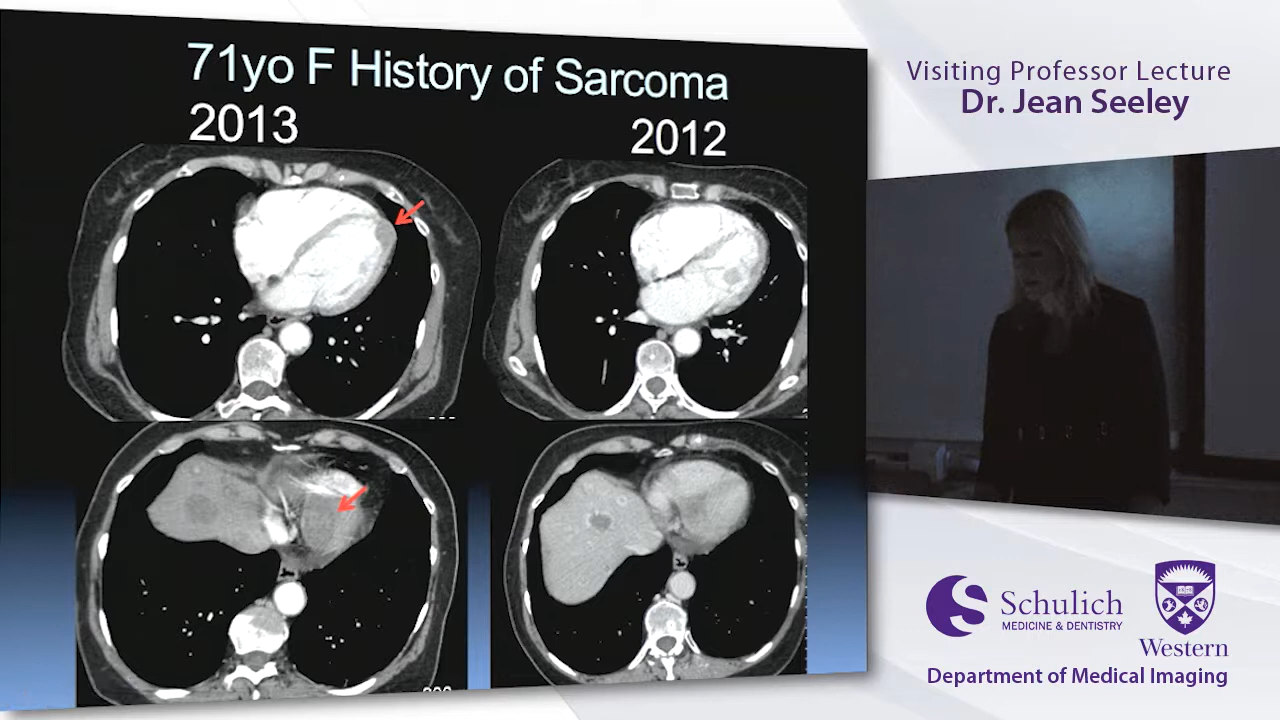 71yo F History of Sarcoma
2013
2012
Visiting Professor Lecture
Dr. Jean Seeley
Schulich
MEDICINE & DENTISTRY
Western
Department of Medical Imaging